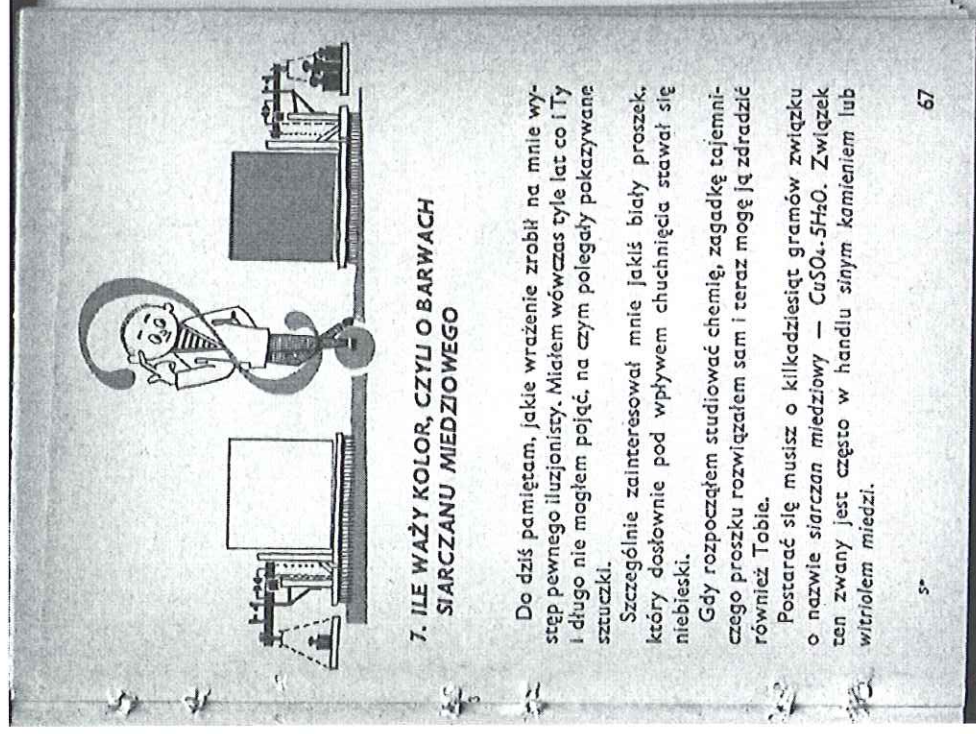 7. ILE WAŻY KOLOR, CZYLI O BARWACH
SIARCZANU MIEDZIOWEGO
Do dziś pamiętam, jakie wrażenie zrobił na mnie wy-
stęp pewnego iluzjonisty. Miałem wówczas tyle lat co i Ty
i długo nie mogłem pojąć, na czym polegały pokazywane
sztuczki.
Szczególnie zainteresował mnie jakiś biały proszek,
który dosłownie pod wpływem chuchnięcia stawał się
niebieski.
Gdy rozpocząłem studiować chemię, zagadkę tajemni-
czego proszku rozwiązałem sam i teraz mogę ją zdradzić
również Tobie.
Postarać się musisz o kilkadziesiąt gramów związku
o nazwie siarczan miedziowy — CuSO₄·5H₂O. Związek
ten zwany jest często w handlu sinym kamieniem lub
witriolem miedzi.
5*
67